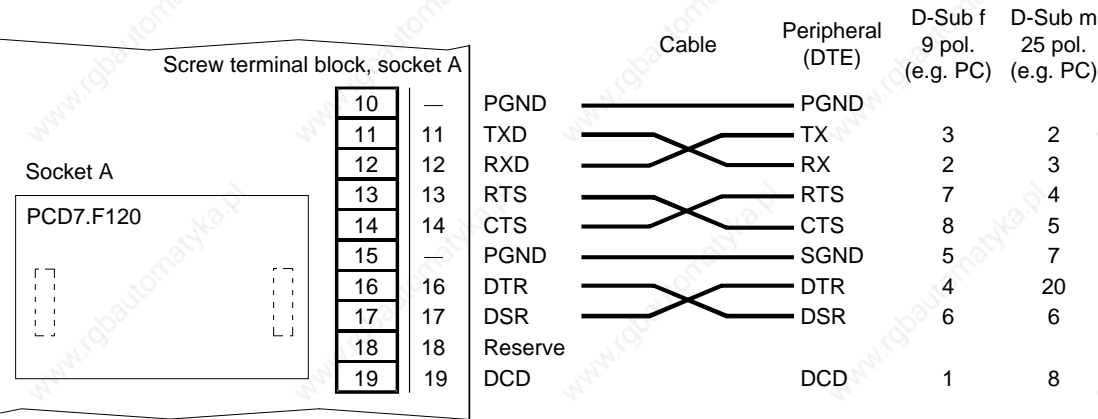 D-Sub f D-Sub m
Cable Peripheral 9 pol. 25 pol.
(DTE) (e.g. PC) (e.g. PC)
Screw terminal block, socket A
10 — PGND PGND
11 11 TXD TX 3 2
12 12 RXD RX 2 3
Socket A
13 13 RTS RTS 7 4
PCD7.F120
14 14 CTS CTS 8 5
15 — PGND SGND 5 7
16 16 DTR DTR 4 20
17 17 DSR DSR 6 6
18 18 Reserve
19 19 DCD DCD 1 8
www.rgbautomatyka.pl